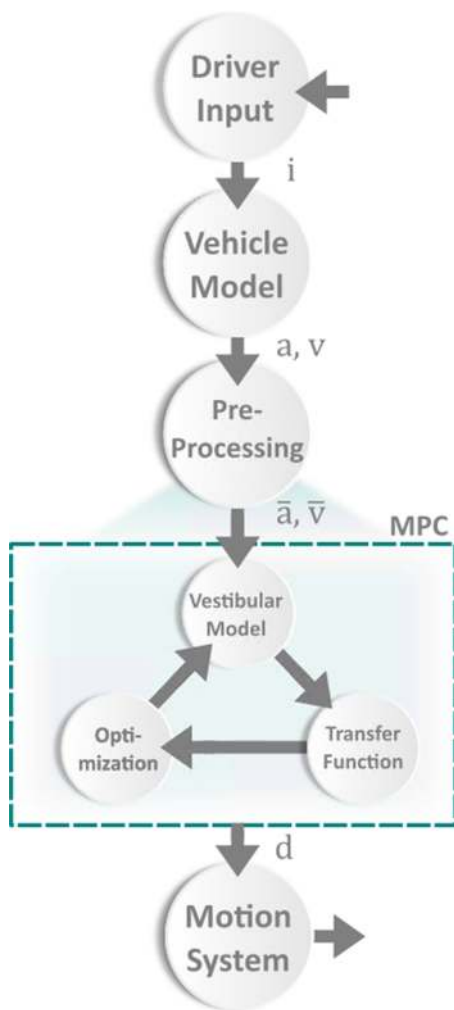 Driver
Input
i
Vehicle
Model
a, v
Pre-
Processing
a̅, v̅
MPC
Vestibular
Model
Opti-
mization
Transfer
Function
d
Motion
System